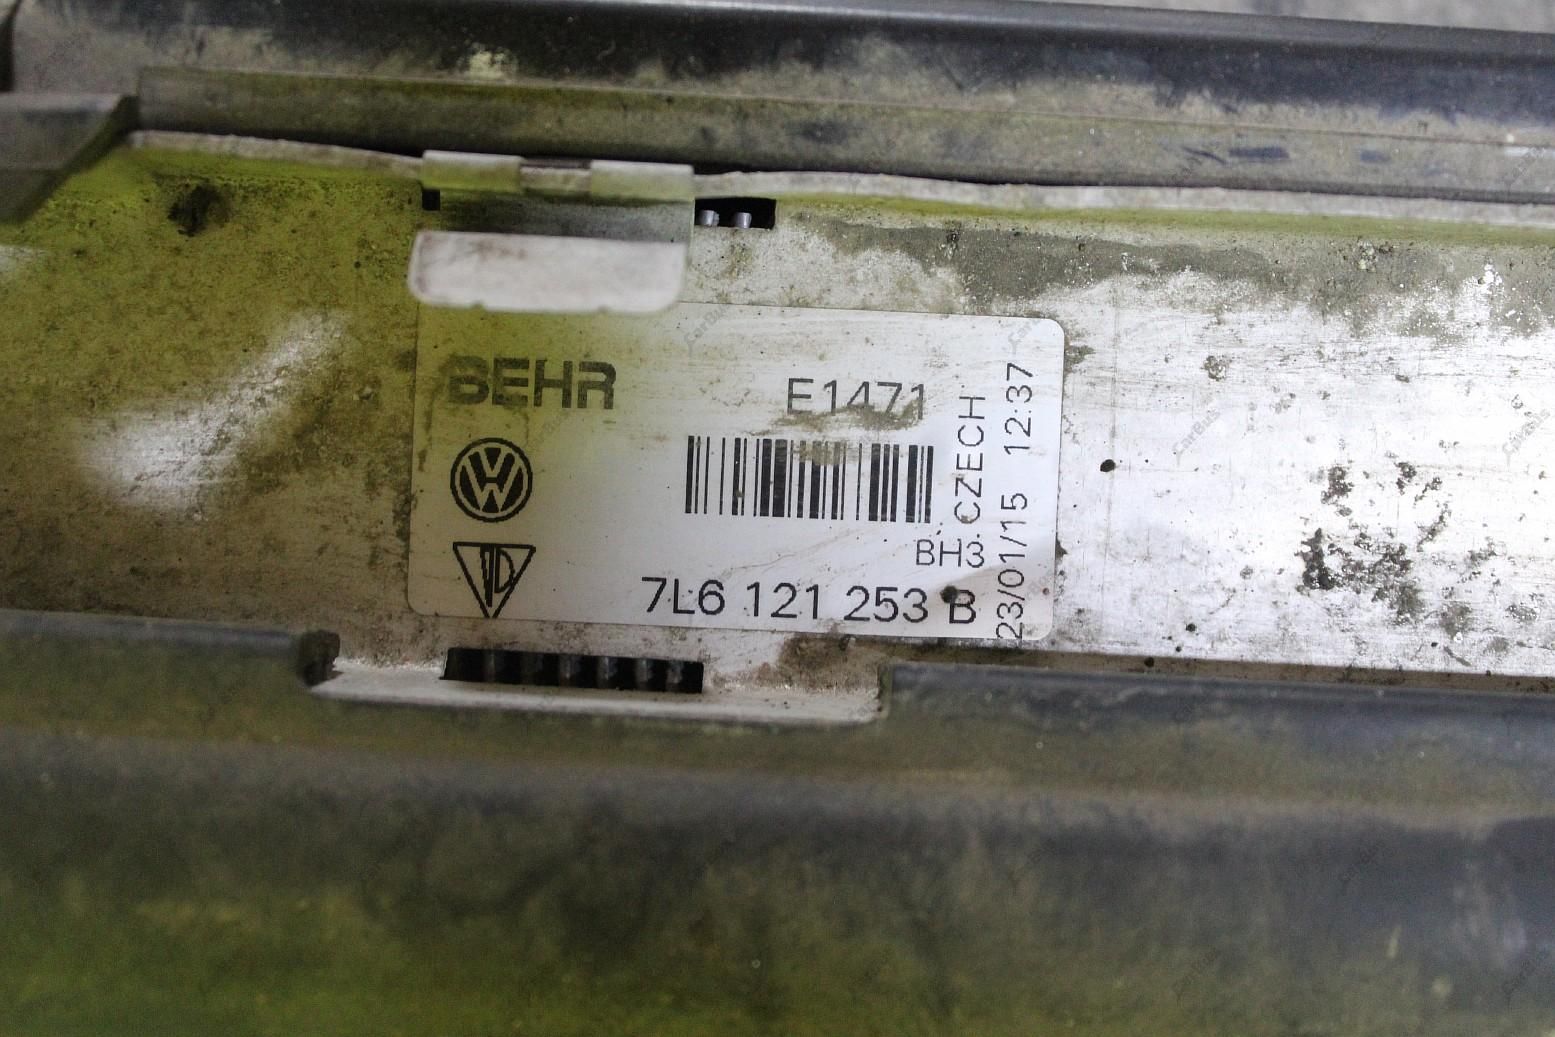 BEHR
E1471
CZECH
23/01/15 12:37
BH3
7L6 121 253 B